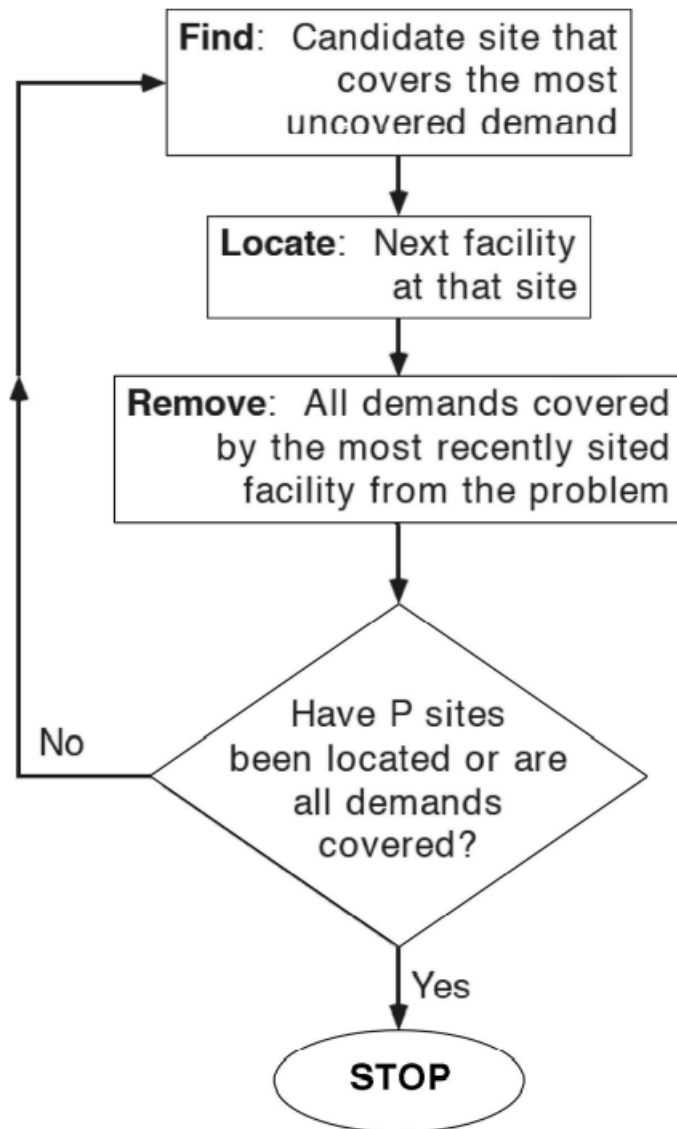 Find: Candidate site that
covers the most
uncovered demand
Locate: Next facility
at that site
Remove: All demands covered
by the most recently sited
facility from the problem
Have P sites
been located or are
all demands
covered?
No
Yes
STOP